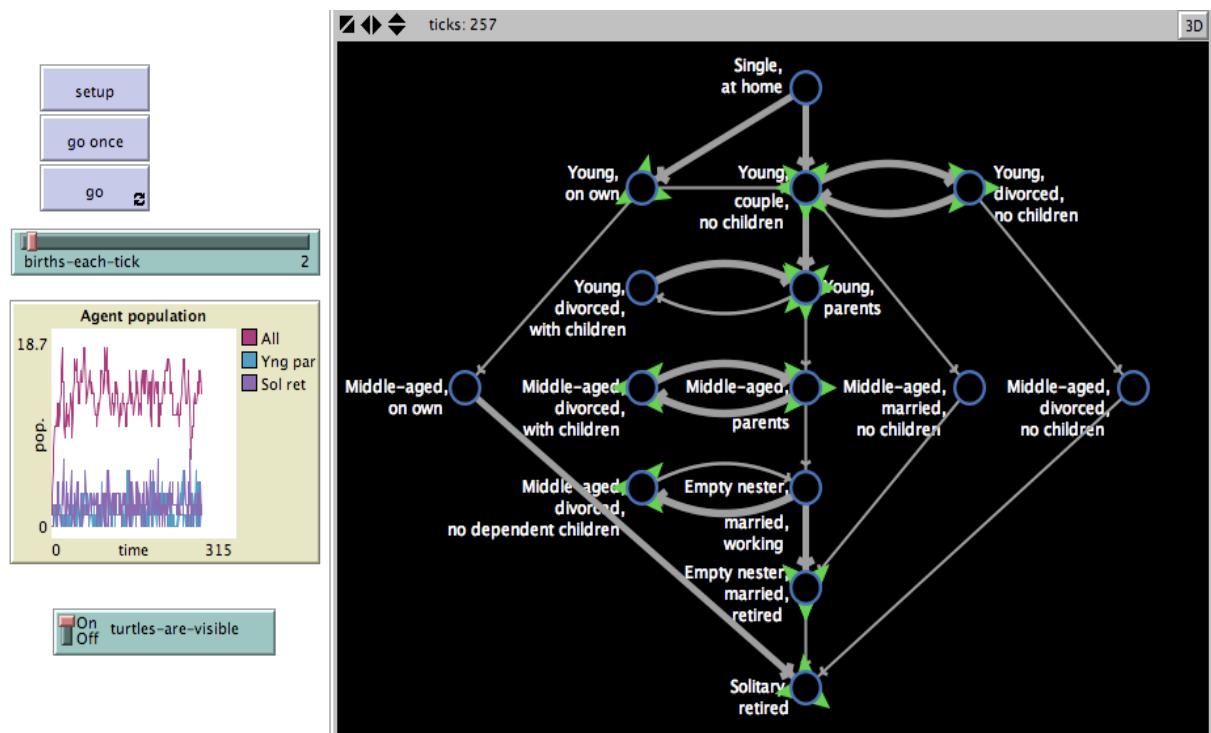 ticks: 257
3D
setup
go once
go
births-each-tick 2
Agent population
18.7
pop.
0
0 time 315
All
Yng par
Sol ret
On
Off
turtles-are-visible
Single,
at home
Young,
on own
Young,
couple,
no children
Young,
divorced,
no children
Young,
divorced,
with children
Young,
parents
Middle-aged,
on own
Middle-aged
divorced,
with children
Middle-aged,
parents
Middle-aged,
married,
no children
Middle-aged,
divorced,
no children
Middle-aged
divorced,
no dependent children
Empty nester,
married,
working
Empty nester,
married,
retired
Solitary,
retired